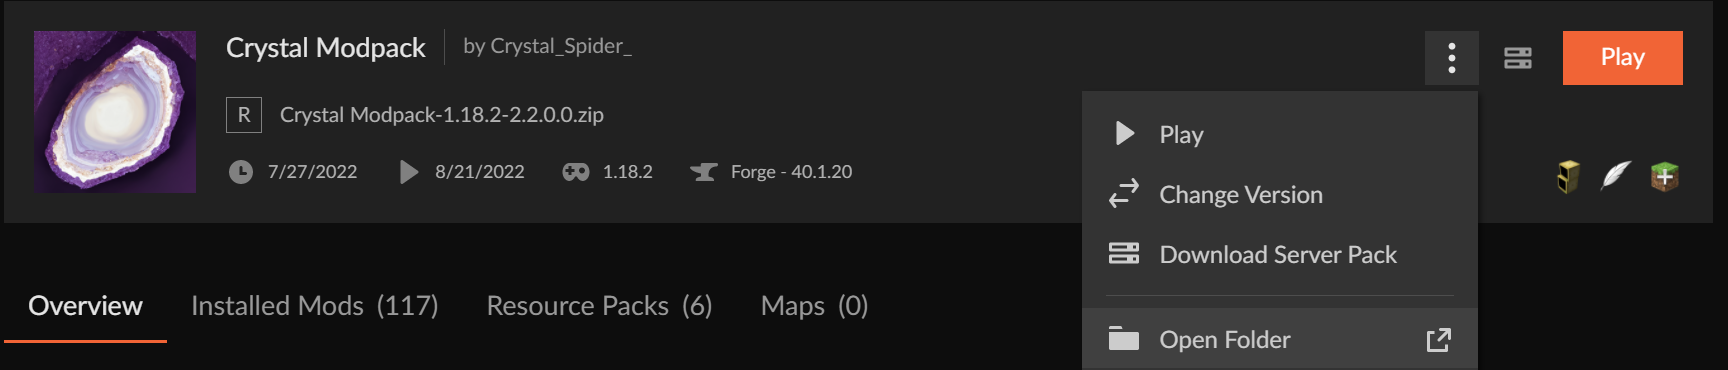 Crystal Modpack by Crystal_Spider_
Play
R Crystal Modpack-1.18.2-2.2.0.0.zip
7/27/2022 8/21/2022 1.18.2 Forge - 40.1.20
Play
Change Version
Download Server Pack
Open Folder
Overview Installed Mods (117) Resource Packs (6) Maps (0)